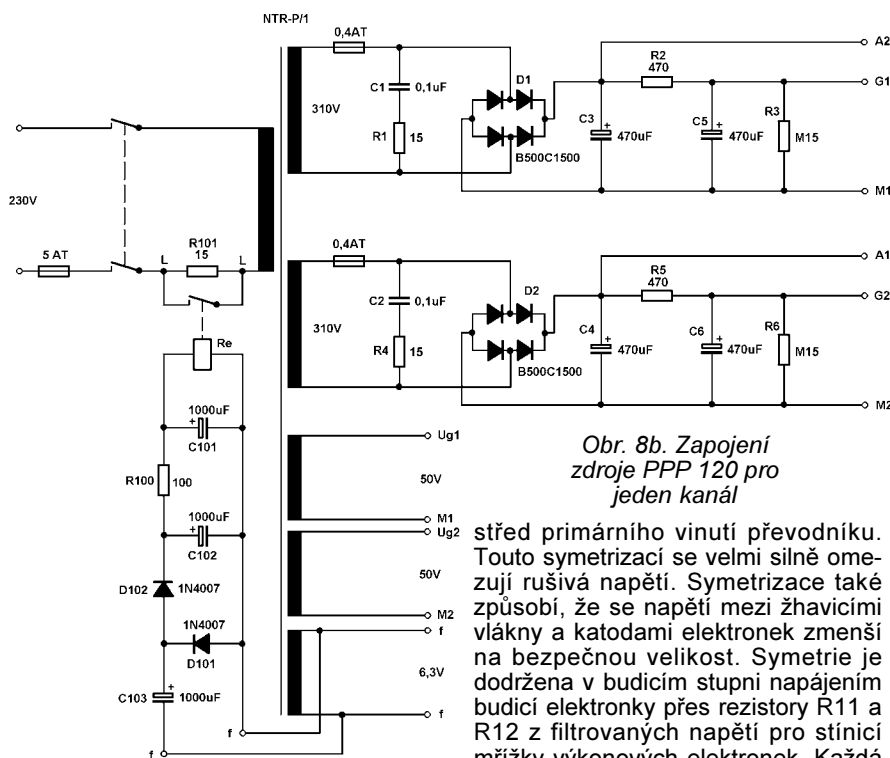 NTR-P/1
0,4AT
A2
R2
470
G1
D1
C1
0,1uF
310V
C3
+
470uF
C5
+
470uF
R3
M15
R1
15
B500C1500
M1
230V
5 AT
L
R101
15
L
0,4AT
A1
R5
470
G2
D2
C2
0,1uF
310V
C4
+
470uF
C6
+
470uF
R6
M15
R4
15
B500C1500
M2
Re
1000uF
+
C101
R100
100
1000uF
+
C102
D102
1N4007
1N4007
D101
C103
+
1000uF
f
f
Ug1
50V
M1
Ug2
50V
M2
f
6,3V
f
Obr. 8b. Zapojení
zdroje PPP 120 pro
jeden kanál
střed primárního vinutí převodníku.
Touto symetrizací se velmi silně ome-
zují rušivá napětí. Symetrizace také
způsobí, že se napětí mezi žhavicími
vlákny a katodami elektronek zmenší
na bezpečnou velikost. Symetrie je
dodržena v budicím stupni napájením
budicí elektronky přes rezistory R11 a
R12 z filtrovaných napětí pro stínicí
mřížky výkonových elektronek. Každá